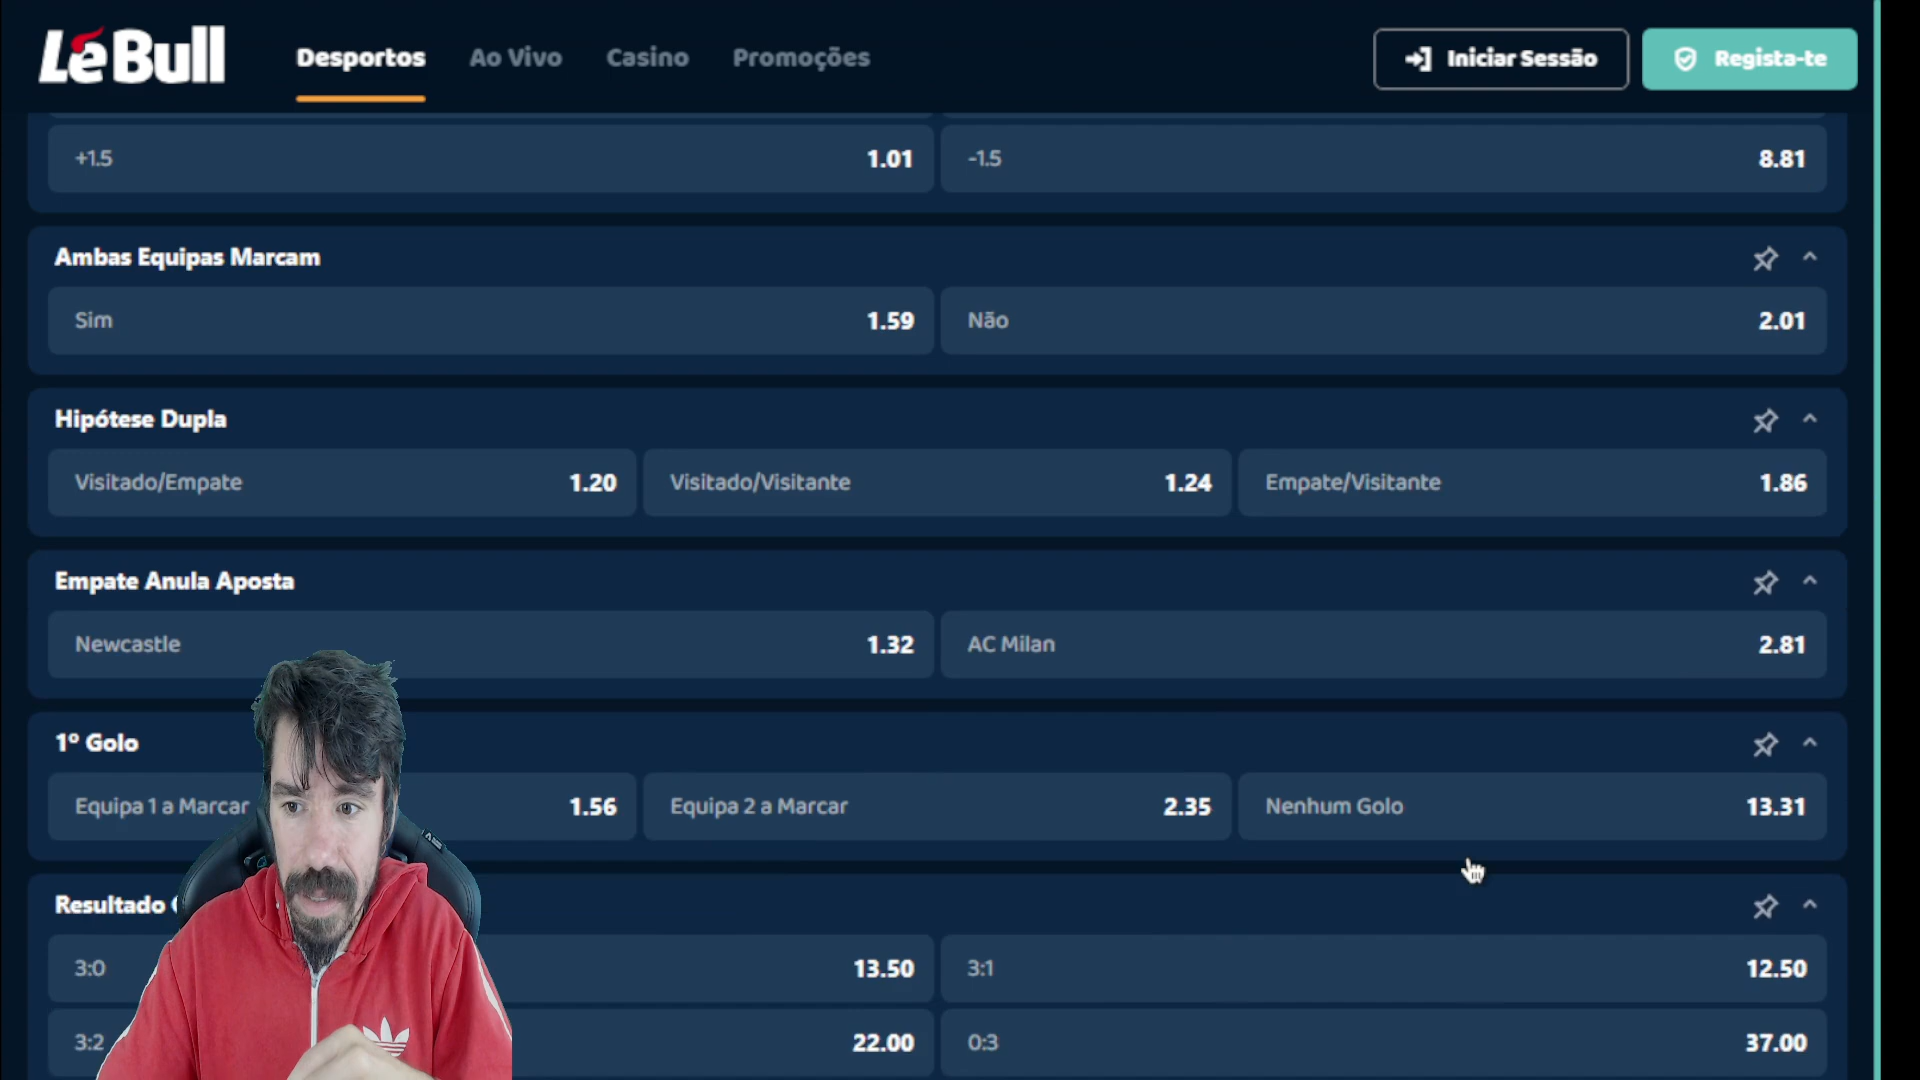 LeBull Desportos Ao Vivo Casino Promoções Iniciar Sessão Regista-te
+1.5 1.01 -1.5 8.81
Ambas Equipas Marcam
Sim 1.59 Não 2.01
Hipótese Dupla
Visitado/Empate 1.20 Visitado/Visitante 1.24 Empate/Visitante 1.86
Empate Anula Aposta
Newcastle 1.32 AC Milan 2.81
1º Golo
Equipa 1 a Marcar 1.56 Equipa 2 a Marcar 2.35 Nenhum Golo 13.31
Resultado
3:0 13.50 3:1 12.50
3:2 22.00 0:3 37.00